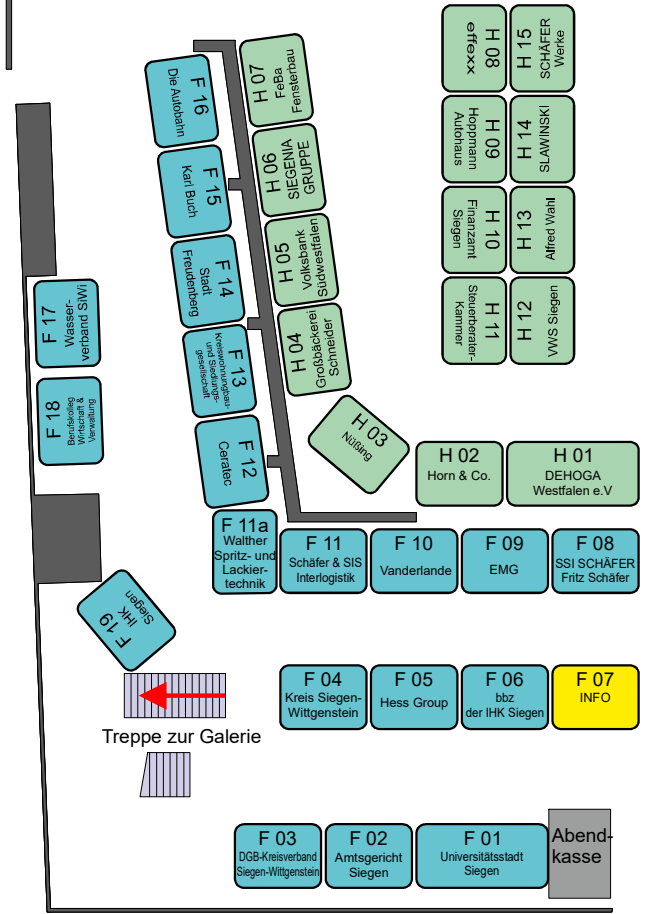 H 08
effexx
H 15
SCHÄFER
Werke
H 09
Hoppmann
Autohaus
H 14
SLAWINSKI
H 10
Finanzamt
Siegen
H 13
Alfred Wahl
H 11
Steuerberater-
Kammer
H 12
VWS Siegen
F 16
Die Autobahn
H 07
FeBa
Fensterbau
F 15
Karl Buch
H 06
SIEGENIA
GRUPPE
F 14
Stadt
Freudenberg
H 05
Volksbank
Südwestfalen
F 13
Kreiswohnungbau-
und Siedlungs-
gesellschaft
H 04
Großbäckerei
Schneider
F 12
Ceratec
H 03
Nüßing
F 17
Wasser-
verband SiWi
F 18
Berufskolleg
Wirtschaft &
Verwaltung
H 02
Horn & Co.
H 01
DEHOGA
Westfalen e.V
F 11a
Walther
Spritz- und
Lackier-
technik
F 11
Schäfer & SIS
Interlogistik
F 10
Vanderlande
F 09
EMG
F 08
SSI SCHÄFER
Fritz Schäfer
F 19
IHK
Siegen
Treppe zur Galerie
F 04
Kreis Siegen-
Wittgenstein
F 05
Hess Group
F 06
bbz
der IHK Siegen
F 07
INFO
F 03
DGB-Kreisverband
Siegen-Wittgenstein
F 02
Amtsgericht
Siegen
F 01
Universitätsstadt
Siegen
Abend-
kasse